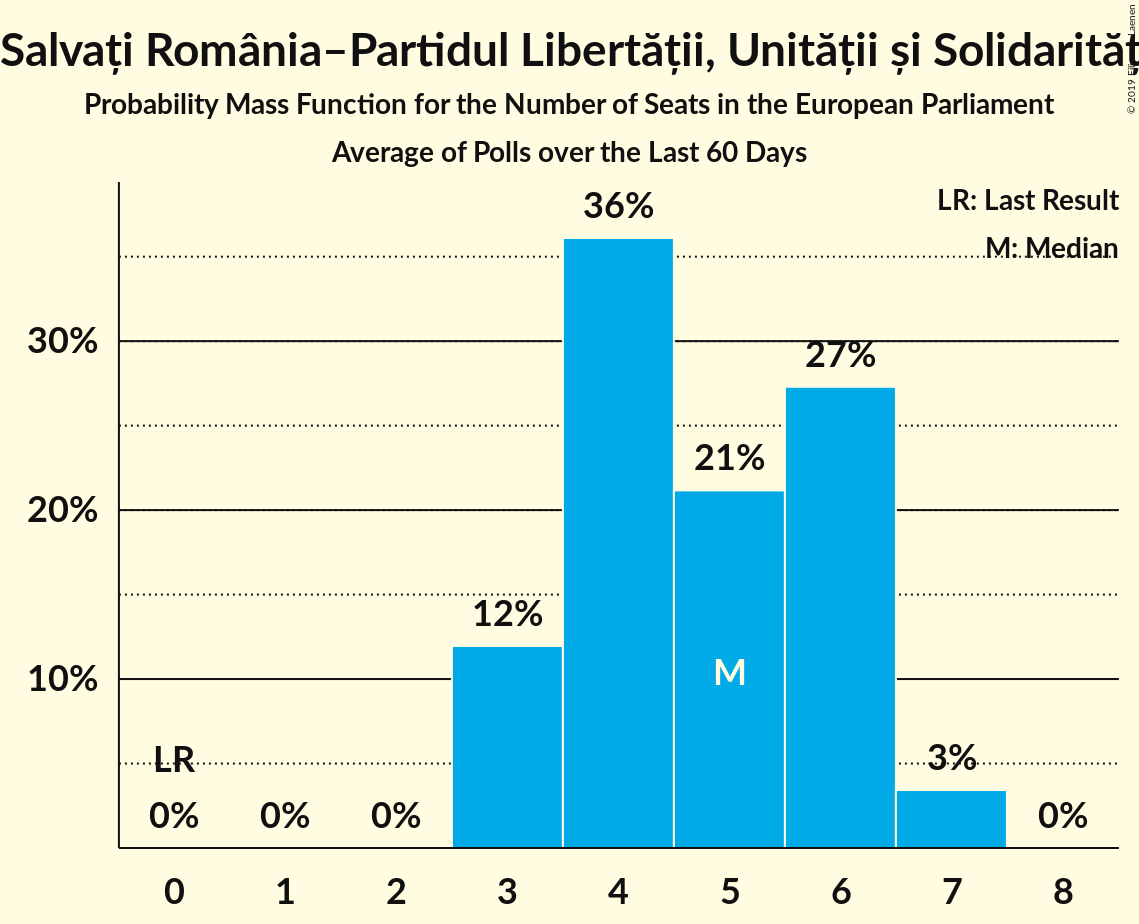 Salvați România–Partidul Libertății, Unității și Solidarităț
Probability Mass Function for the Number of Seats in the European Parliament
Average of Polls over the Last 60 Days
LR: Last Result
M: Median
36%
30%
27%
21%
20%
12%
M
10%
LR
3%
0% 0% 0% 0%
0 1 2 3 4 5 6 7 8
© 2019